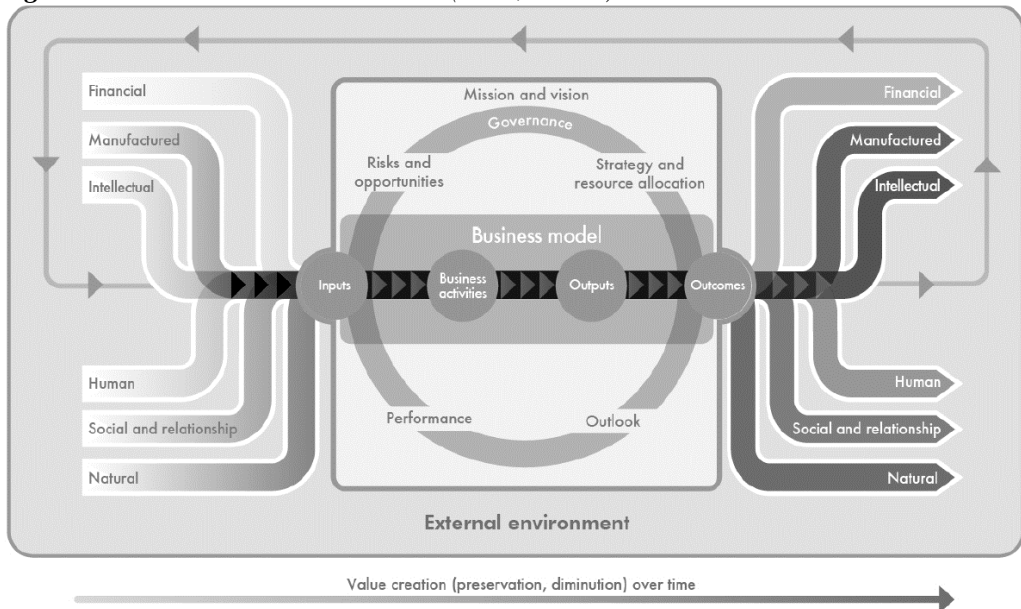 Financial
Manufactured
Intellectual
Human
Social and relationship
Natural
Mission and vision
Governance
Risks and
opportunities
Strategy and
resource allocation
Business model
Inputs
Business
activities
Outputs
Outcomes
Performance
Outlook
Financial
Manufactured
Intellectual
Human
Social and relationship
Natural
External environment
Value creation (preservation, diminution) over time